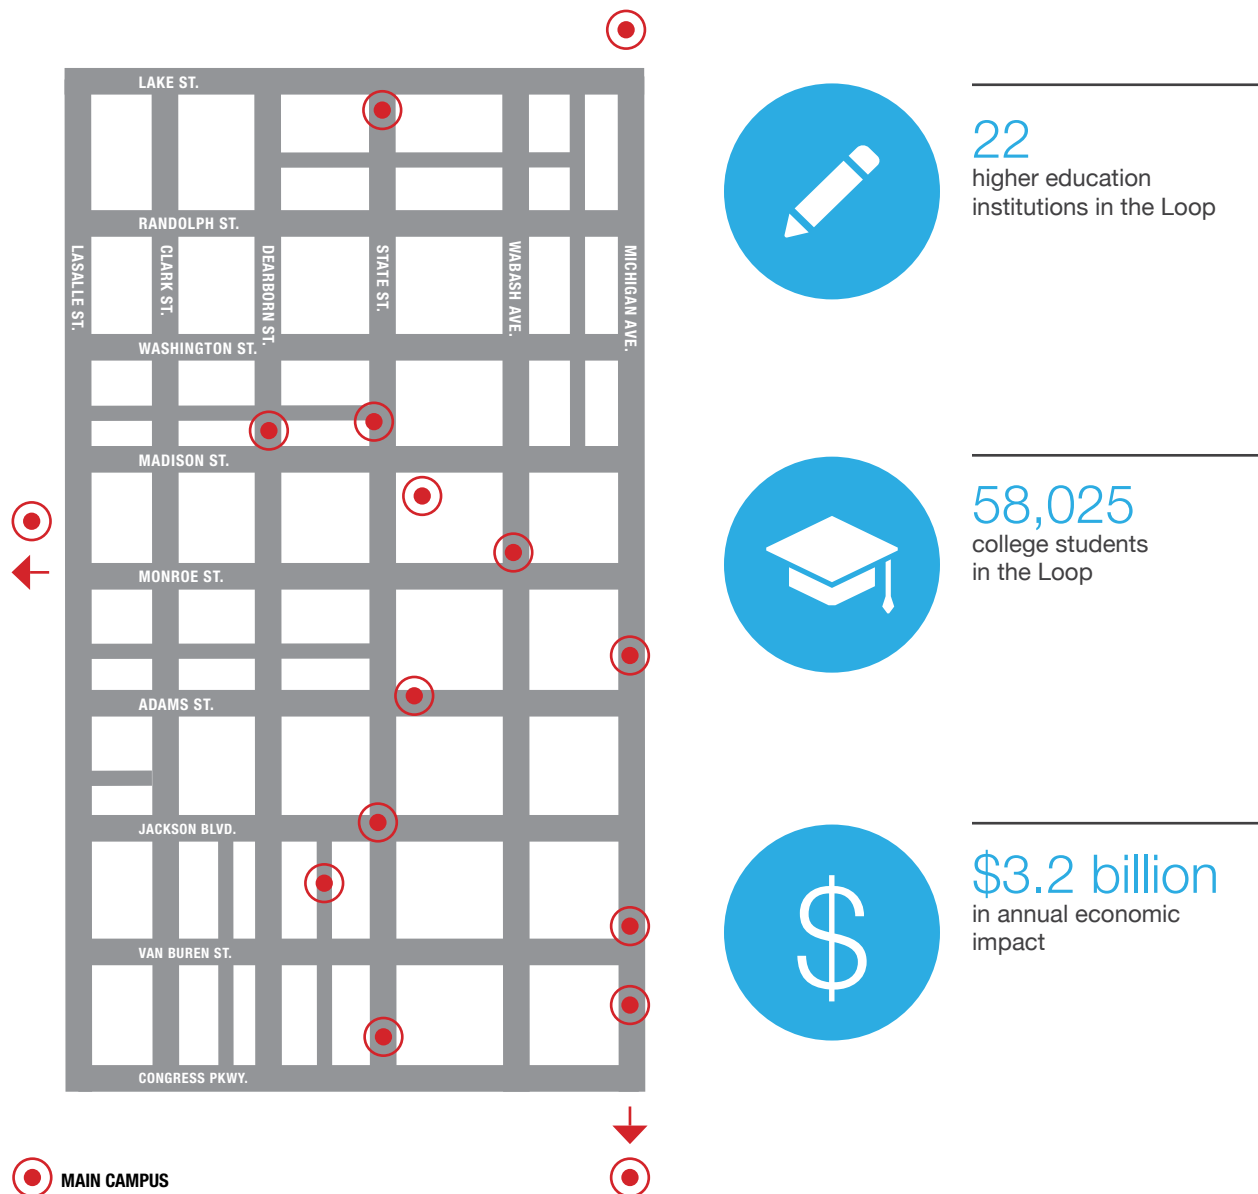 LAKE ST.
RANDOLPH ST.
LASALLE ST.
CLARK ST.
DEARBORN ST.
STATE ST.
WABASH AVE.
MICHIGAN AVE.
WASHINGTON ST.
MADISON ST.
MONROE ST.
ADAMS ST.
JACKSON BLVD.
VAN BUREN ST.
CONGRESS PKWY.
MAIN CAMPUS
22
higher education
institutions in the Loop
58,025
college students
in the Loop
$
$3.2 billion
in annual economic
impact